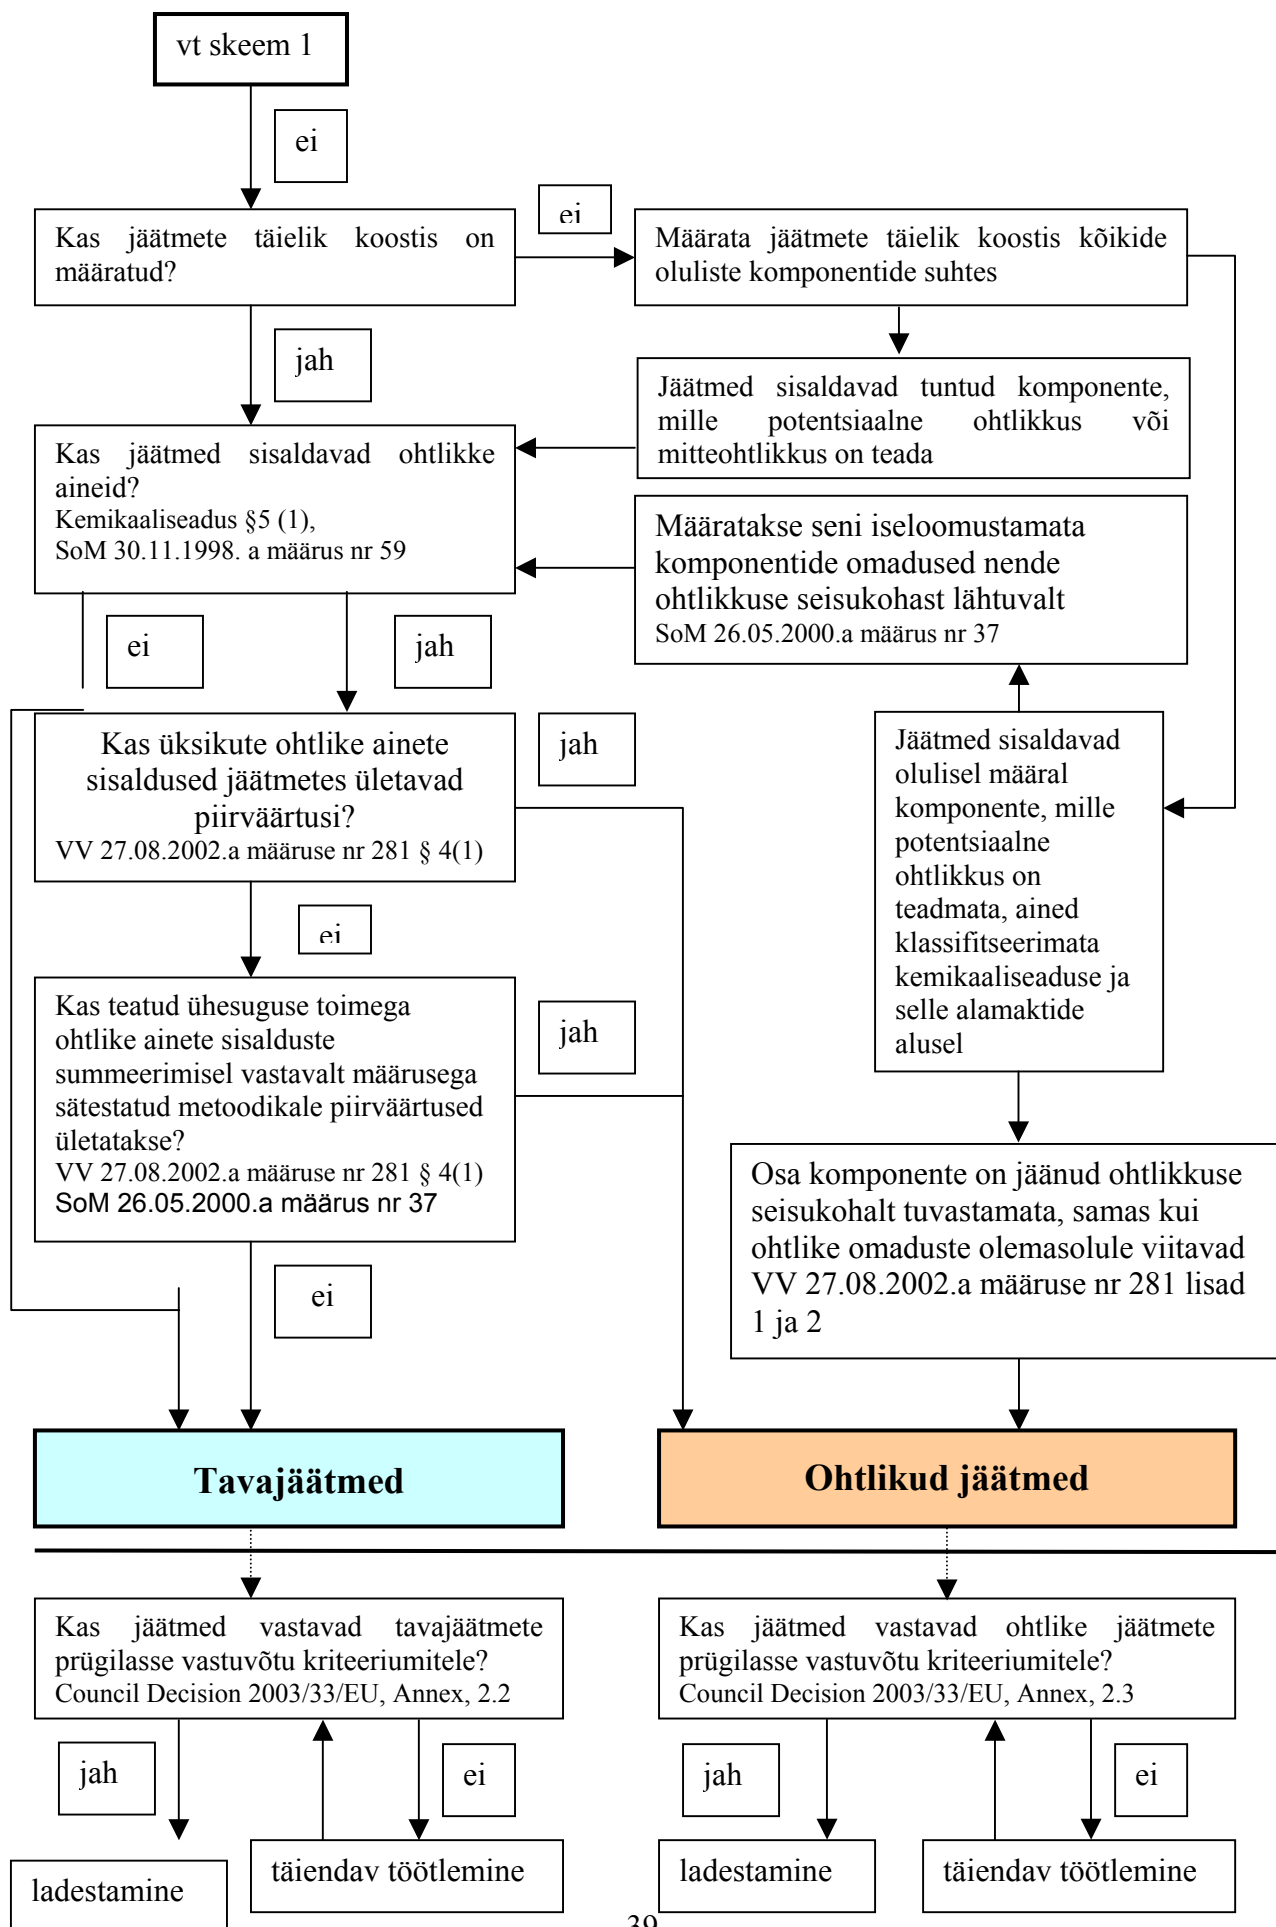 vt skeem 1
ei
Kas jäätmete täielik koostis on
määratud?
ei
Määrata jäätmete täielik koostis kõikide
oluliste komponentide suhtes
jah
Jäätmed sisaldavad tuntud komponente,
mille potentsiaalne ohtlikkus või
mitteohtlikkus on teada
Kas jäätmed sisaldavad ohtlikke
aineid?
Kemikaaliseadus §5 (1),
SoM 30.11.1998. a määrus nr 59
Määratakse seni iseloomustamata
komponentide omadused nende
ohtlikkuse seisukohast lähtuvalt
SoM 26.05.2000.a määrus nr 37
ei
jah
Kas üksikute ohtlike ainete
sisaldused jäätmetes ületavad
piirväärtusi?
VV 27.08.2002.a määruse nr 281 § 4(1)
jah
Jäätmed sisaldavad
olulisel määral
komponente, mille
potentsiaalne
ohtlikkus on
teadmata, ained
klassifitseerimata
kemikaaliseaduse ja
selle alamaktide
alusel
ei
Kas teatud ühesuguse toimega
ohtlike ainete sisalduste
summeerimisel vastavalt määrusega
sätestatud metoodikale piirväärtused
ületatakse?
VV 27.08.2002.a määruse nr 281 § 4(1)
SoM 26.05.2000.a määrus nr 37
jah
Osa komponente on jäänud ohtlikkuse
seisukohalt tuvastamata, samas kui
ohtlike omaduste olemasolule viitavad
VV 27.08.2002.a määruse nr 281 lisad
1 ja 2
ei
Tavajäätmed
Ohtlikud jäätmed
Kas jäätmed vastavad tavajäätmete
prügilasse vastuvõtu kriteeriumitele?
Council Decision 2003/33/EU, Annex, 2.2
Kas jäätmed vastavad ohtlike jäätmete
prügilasse vastuvõtu kriteeriumitele?
Council Decision 2003/33/EU, Annex, 2.3
jah
ei
jah
ei
ladestamine
täiendav töötlemine
ladestamine
täiendav töötlemine
39